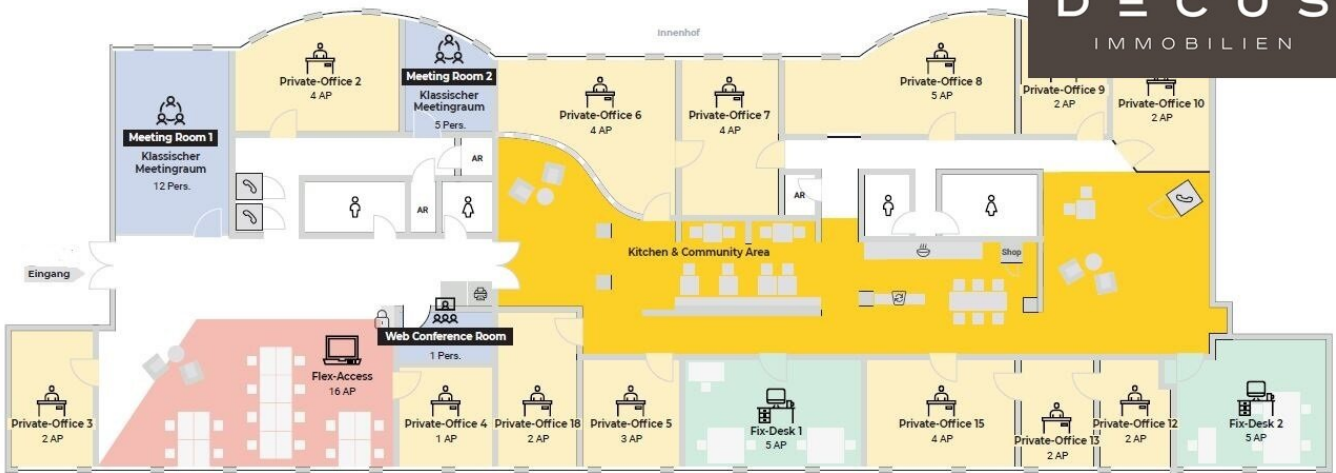 DECUS
IMMOBILIEN
Innenhof
Private-Office 2
4 AP
Meeting Room 2
Klassischer
Meetingraum
5 Pers.
Meeting Room 1
Klassischer
Meetingraum
12 Pers.
Private-Office 6
4 AP
Private-Office 7
4 AP
Private-Office 8
5 AP
Private-Office 9
2 AP
Private-Office 10
2 AP
AR
AR
AR
Kitchen & Community Area
Shop
Eingang
Web Conference Room
1 Pers.
Flex-Access
16 AP
Private-Office 3
2 AP
Private-Office 4
1 AP
Private-Office 18
2 AP
Private-Office 5
3 AP
Fix-Desk 1
5 AP
Private-Office 15
4 AP
Private-Office 13
2 AP
Private-Office 12
2 AP
Fix-Desk 2
5 AP